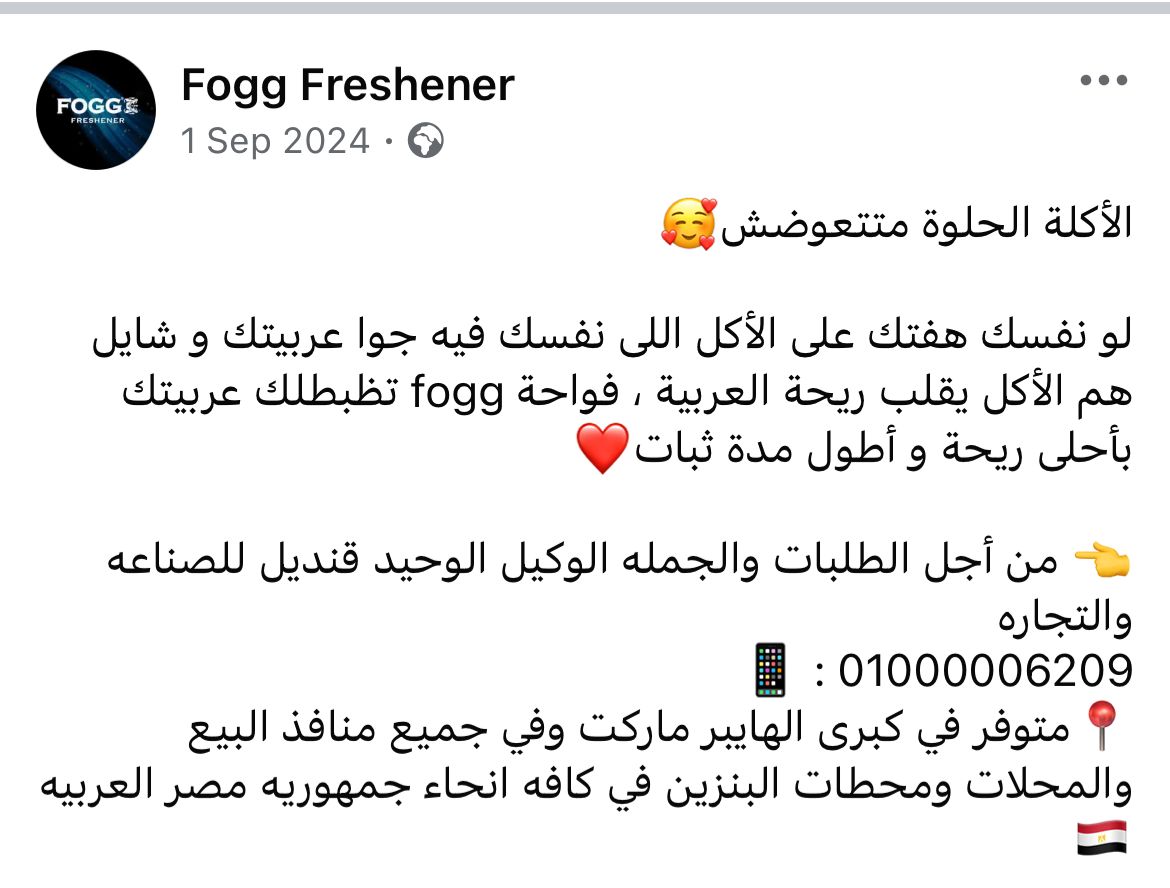 FOGG
FRESHENER
Fogg Freshener
1 Sep 2024 ·
الأكلة الحلوة متتعوضش🥰
لو نفسك هفتك على الأكل اللى نفسك فيه جوا عربيتك و شايل
هم الأكل يقلب ريحة العربية ، فواحة fogg تظبطلك عربيتك
بأحلى ريحة و أطول مدة ثبات❤️
👈 من أجل الطلبات والجمله الوكيل الوحيد قنديل للصناعه
والتجاره
01000006209 : 📱
📍 متوفر في كبرى الهايبر ماركت وفي جميع منافذ البيع
والمحلات ومحطات البنزين في كافه انحاء جمهوريه مصر العربيه
🇪🇬